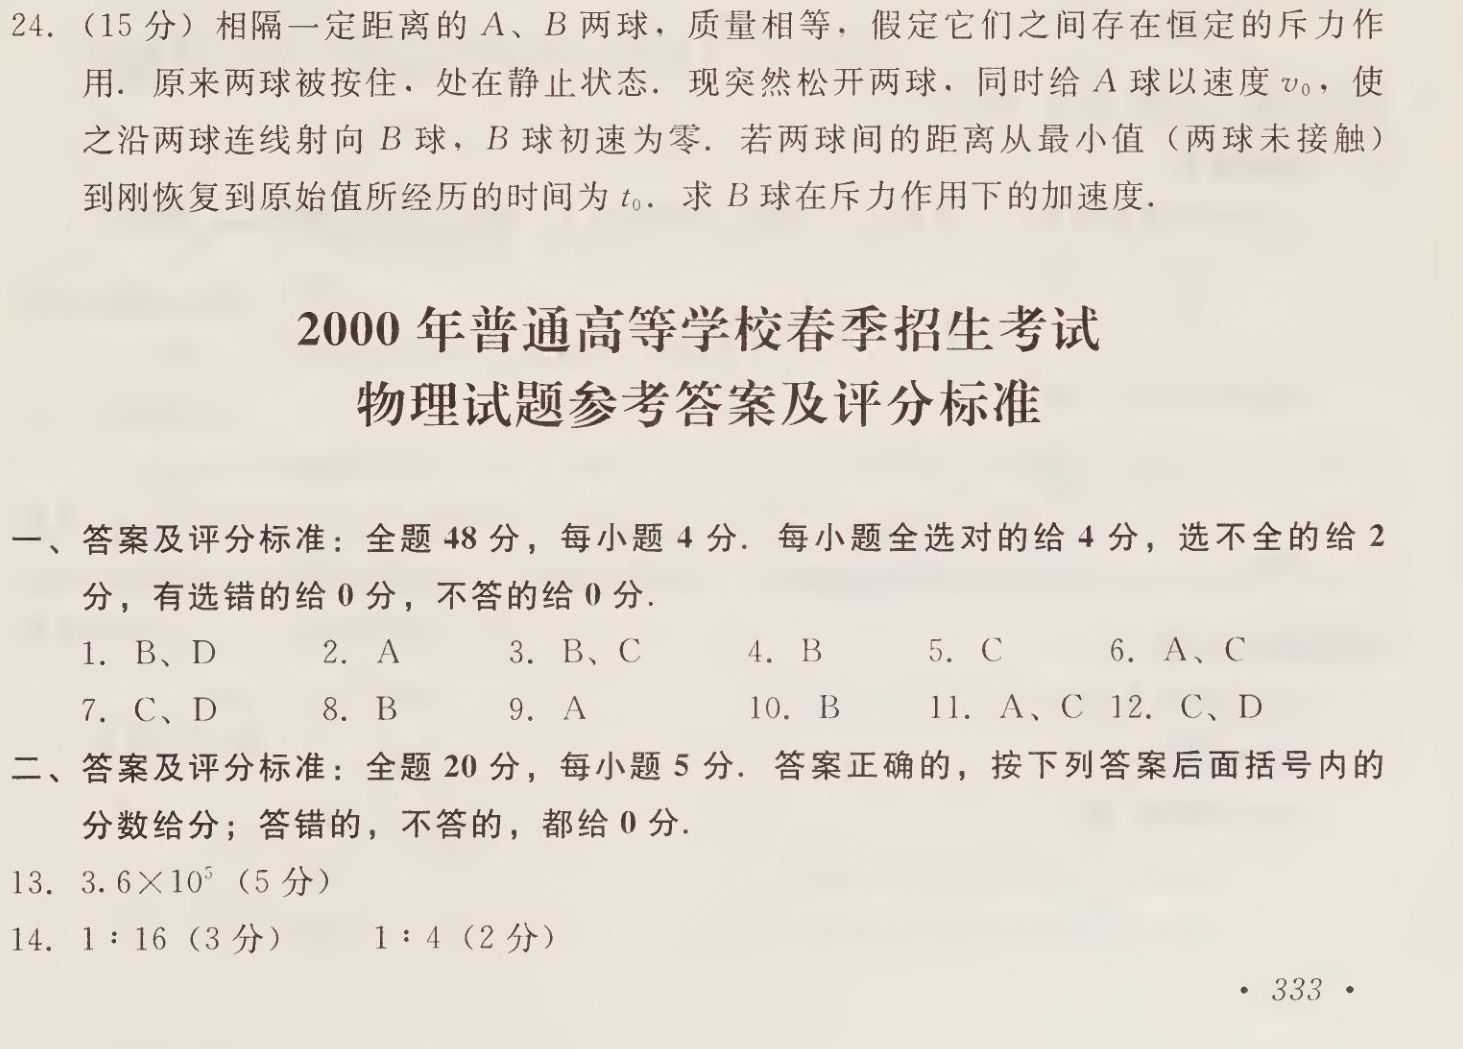 24. （15 分）相隔一定距离的 A、B 两球，质量相等，假定它们之间存在恒定的斥力作
用．原来两球被按住，处在静止状态．现突然松开两球，同时给 A 球以速度 v₀，使
之沿两球连线射向 B 球，B 球初速为零．若两球间的距离从最小值（两球未接触）
到刚恢复到原始值所经历的时间为 t₀．求 B 球在斥力作用下的加速度．
2000 年普通高等学校春季招生考试
物理试题参考答案及评分标准
一、答案及评分标准：全题 48 分，每小题 4 分．每小题全选对的给 4 分，选不全的给 2
分，有选错的给 0 分，不答的给 0 分．
1. B、D 2. A 3. B、C 4. B 5. C 6. A、C
7. C、D 8. B 9. A 10. B 11. A、C 12. C、D
二、答案及评分标准：全题 20 分，每小题 5 分．答案正确的，按下列答案后面括号内的
分数给分；答错的，不答的，都给 0 分．
13. 3.6×10⁵（5 分）
14. 1∶16（3 分） 1∶4（2 分）
· 333 ·